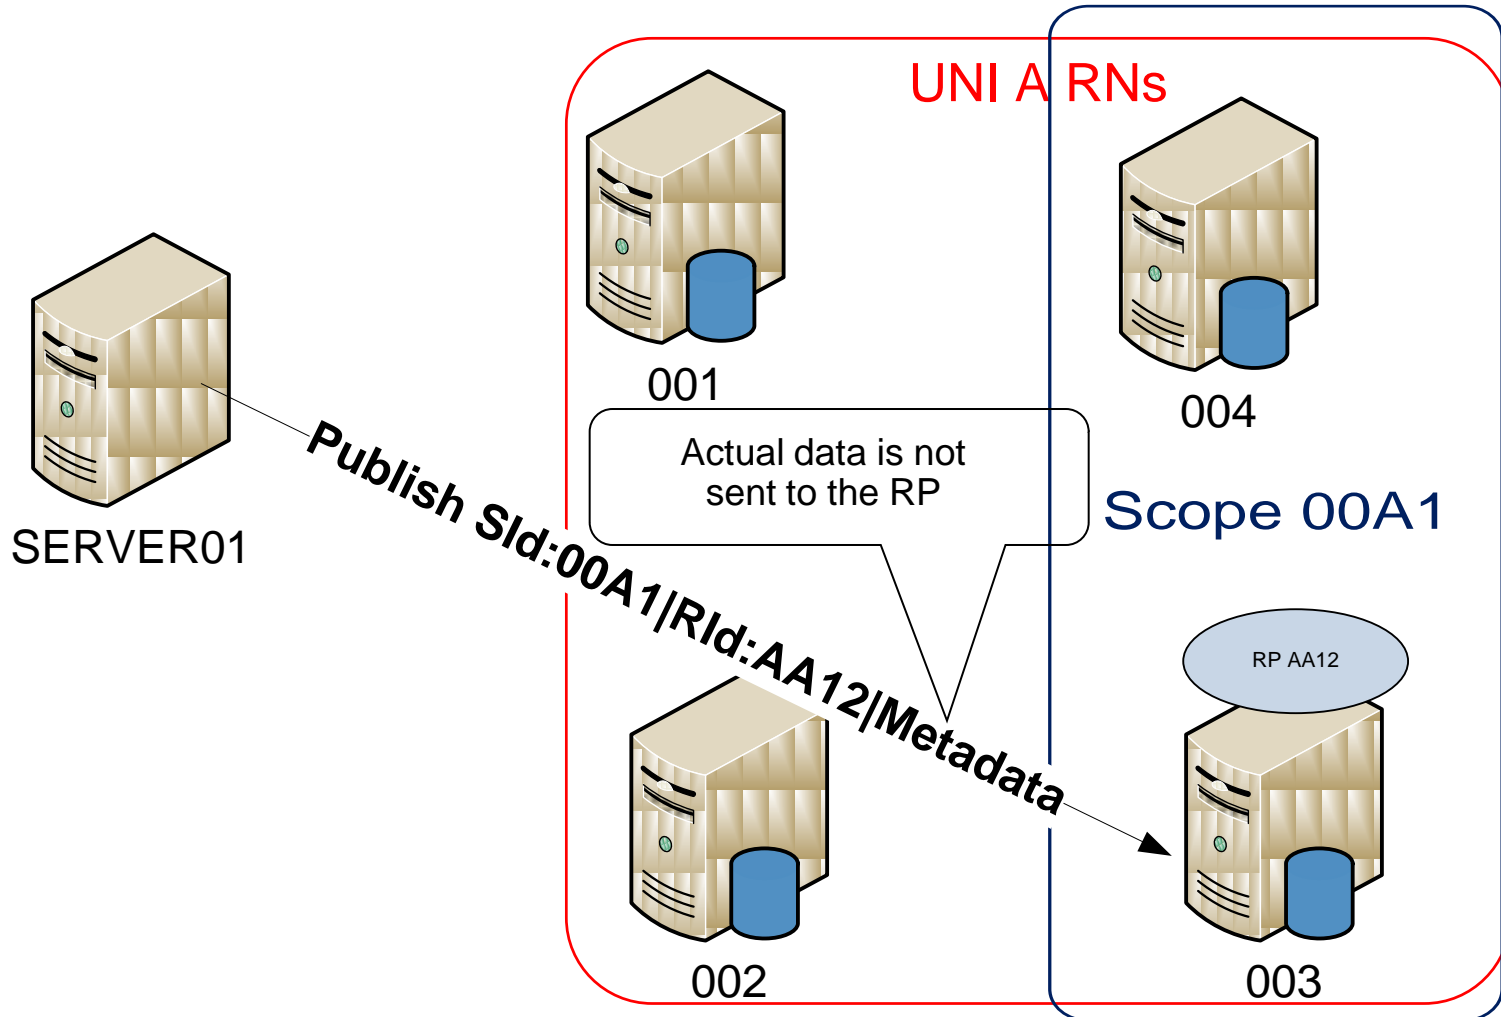 UNI A RNs
001
004
Actual data is not
sent to the RP
Scope 00A1
SERVER01
Publish SId:00A1|RId:AA12|Metadata
RP AA12
002
003